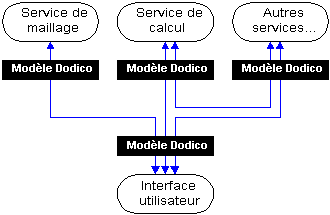 Service de
maillage
Service de
calcul
Autres
services...
Modèle Dodico
Modèle Dodico
Modèle Dodico
Modèle Dodico
Interface
utilisateur